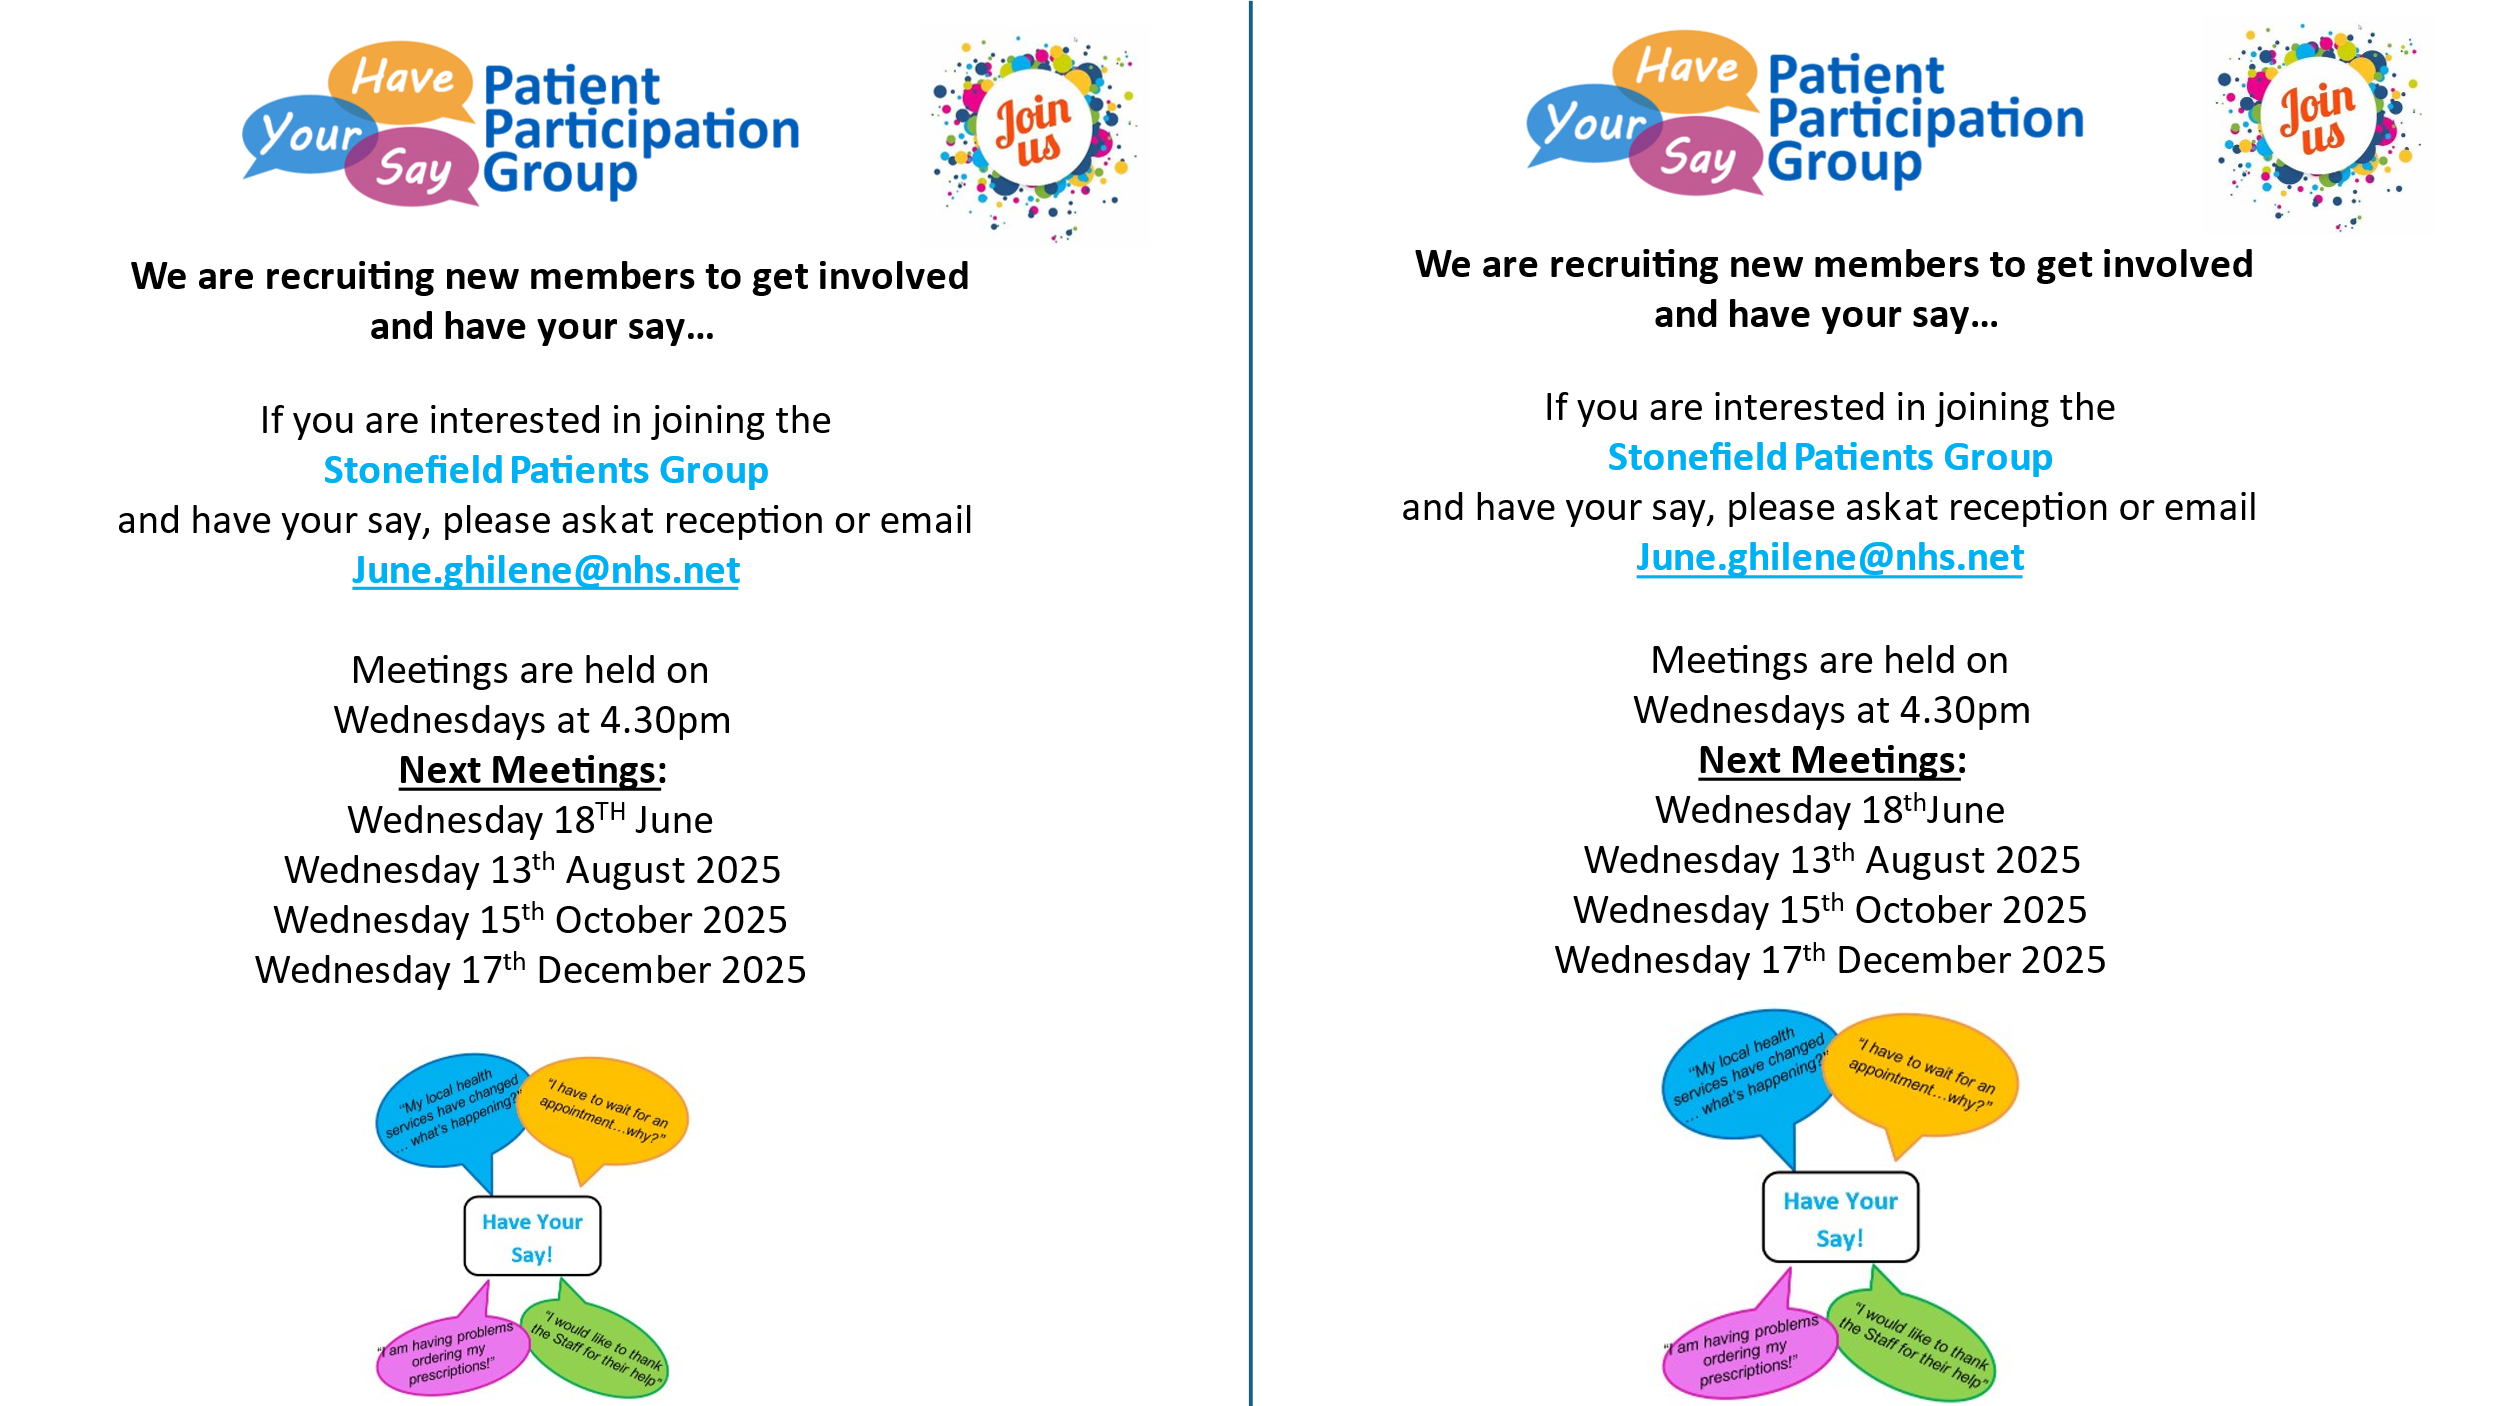 Have
Your
Say
Patient
Participation
Group
Join
us
We are recruiting new members to get involved
and have your say...
If you are interested in joining the
Stonefield Patients Group
and have your say, please ask at reception or email
June.ghilene@nhs.net
Meetings are held on
Wednesdays at 4.30pm
Next Meetings:
Wednesday 18TH June
Wednesday 13th August 2025
Wednesday 15th October 2025
Wednesday 17th December 2025
"My local health
services have changed
... what's happening?"
"I have to wait for an
appointment...why?"
Have Your
Say!
"I am having problems
ordering my
prescriptions!"
"I would like to thank
the Staff for their help"
Have
Your
Say
Patient
Participation
Group
Join
us
We are recruiting new members to get involved
and have your say...
If you are interested in joining the
Stonefield Patients Group
and have your say, please ask at reception or email
June.ghilene@nhs.net
Meetings are held on
Wednesdays at 4.30pm
Next Meetings:
Wednesday 18th June
Wednesday 13th August 2025
Wednesday 15th October 2025
Wednesday 17th December 2025
"My local health
services have changed
... what's happening?"
"I have to wait for an
appointment...why?"
Have Your
Say!
"I am having problems
ordering my
prescriptions!"
"I would like to thank
the Staff for their help"